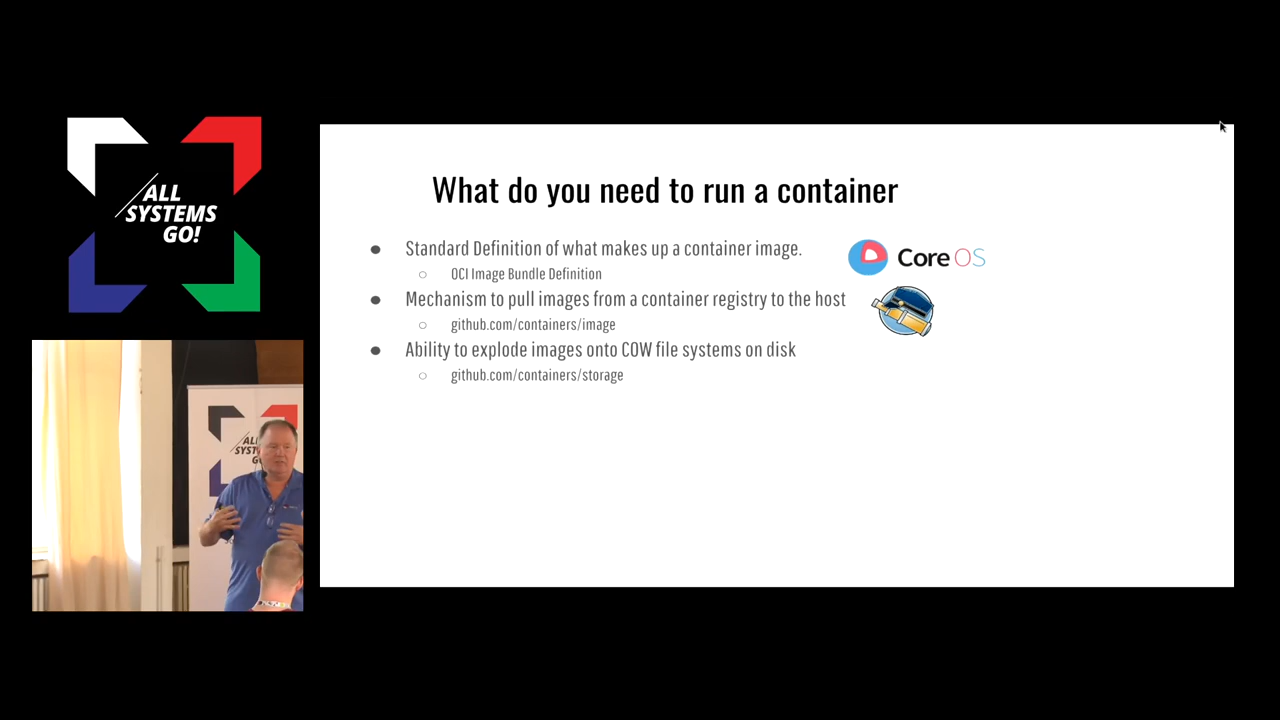 ALL
SYSTEMS
GO!
What do you need to run a container
● Standard Definition of what makes up a container image.
○ OCI Image Bundle Definition
● Mechanism to pull images from a container registry to the host
○ github.com/containers/image
● Ability to explode images onto COW file systems on disk
○ github.com/containers/storage
Core OS